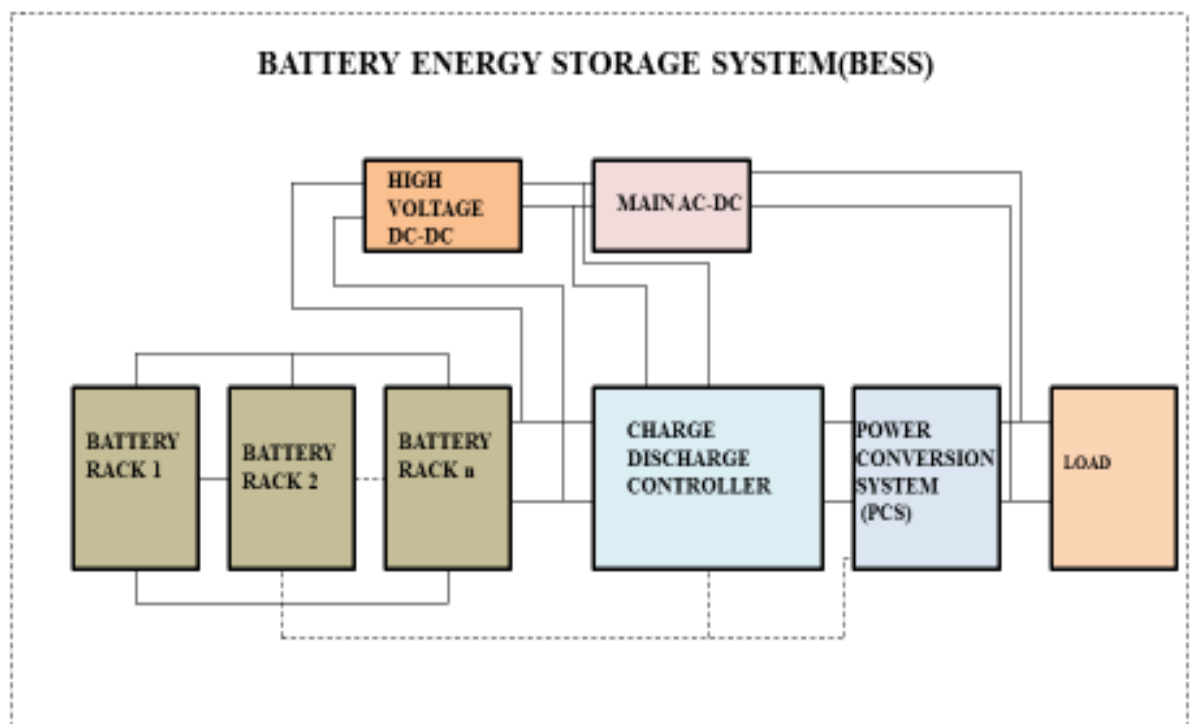 BATTERY ENERGY STORAGE SYSTEM(BESS)
HIGH
VOLTAGE
DC-DC
MAIN AC-DC
BATTERY
RACK 1
BATTERY
RACK 2
BATTERY
RACK n
CHARGE
DISCHARGE
CONTROLLER
POWER
CONVERSION
SYSTEM
(PCS)
LOAD